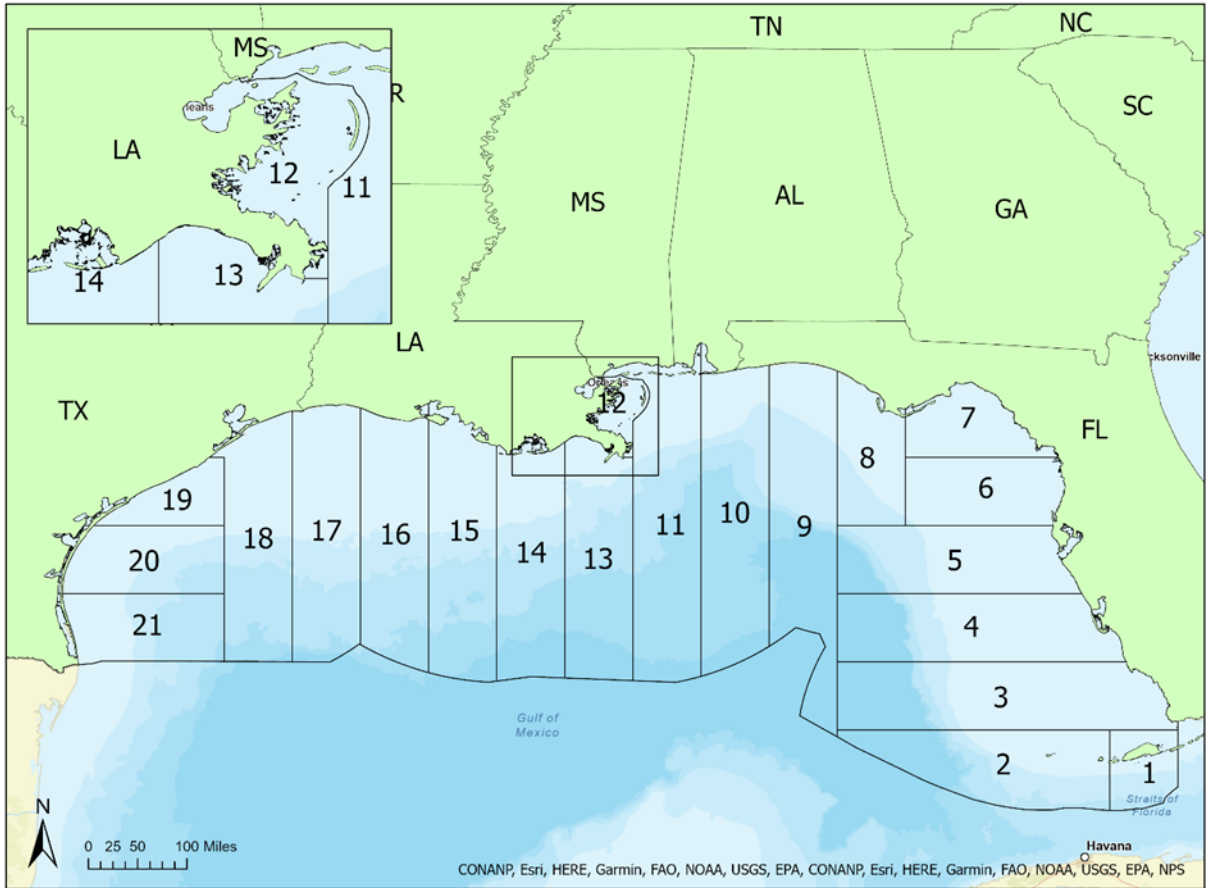 TN
NC
MS
R
SC
leans
LA
12
11
MS
AL
GA
14
13
LA
cksonville
TX
12
7
FL
8
6
19
18
17
16
15
14
13
11
10
9
20
5
21
4
3
Gulf of
Mexico
2
1
Straits of
Florida
N
0 25 50 100 Miles
Havana
CONANP, Esri, HERE, Garmin, FAO, NOAA, USGS, EPA, CONANP, Esri, HERE, Garmin, FAO, NOAA, USGS, EPA, NPS